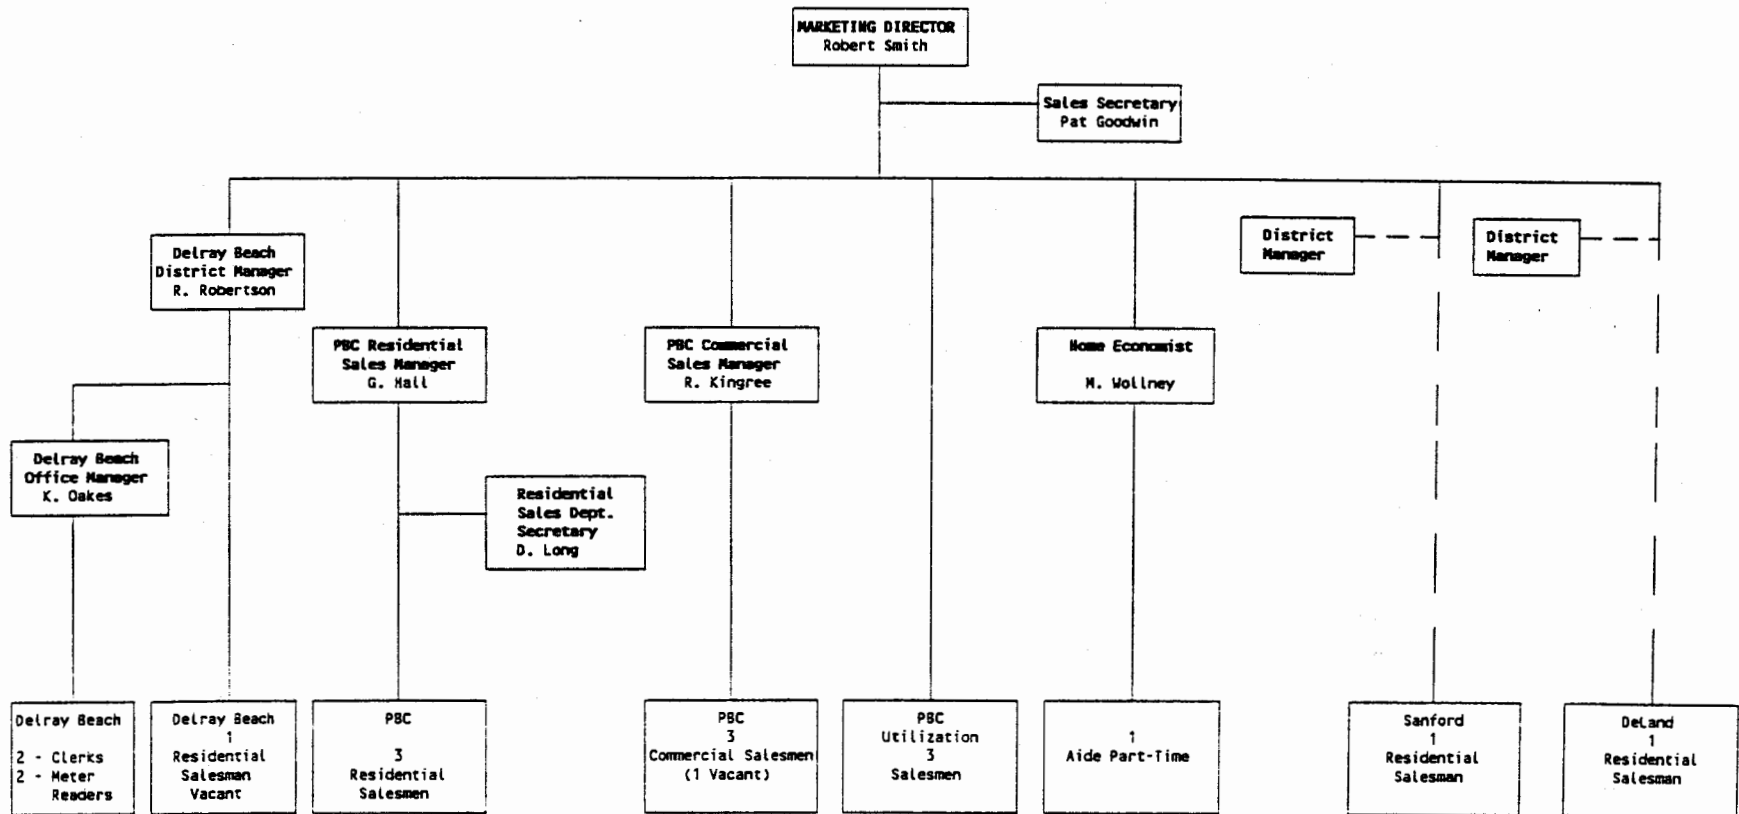 MARKETING DIRECTOR
Robert Smith
Sales Secretary
Pat Goodwin
Delray Beach
District Manager
R. Robertson
District
Manager
District
Manager
PBC Residential
Sales Manager
G. Hall
PBC Commercial
Sales Manager
R. Kingree
Home Economist
M. Wollney
Delray Beach
Office Manager
K. Oakes
Residential
Sales Dept.
Secretary
D. Long
Delray Beach
2 - Clerks
2 - Meter
Readers
Delray Beach
1
Residential
Salesman
Vacant
PBC
3
Residential
Salesmen
PBC
3
Commercial Salesmen
(1 Vacant)
PBC
Utilization
3
Salesmen
1
Aide Part-Time
Sanford
1
Residential
Salesman
DeLand
1
Residential
Salesman